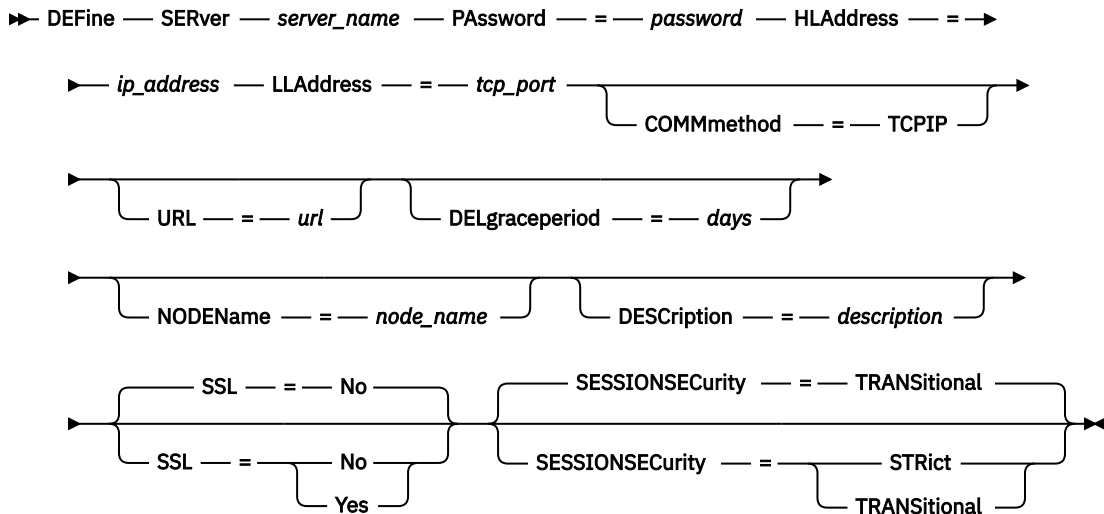 DEFine SERver server_name PAssword = password HLAddress =
ip_address LLAddress = tcp_port
COMMmethod = TCPIP
URL = url DELgraceperiod = days
NODEName = node_name DESCription = description
SSL = No SESSIONSECurity = TRANSitional
SSL = No SESSIONSECurity = STRict
Yes TRANSitional